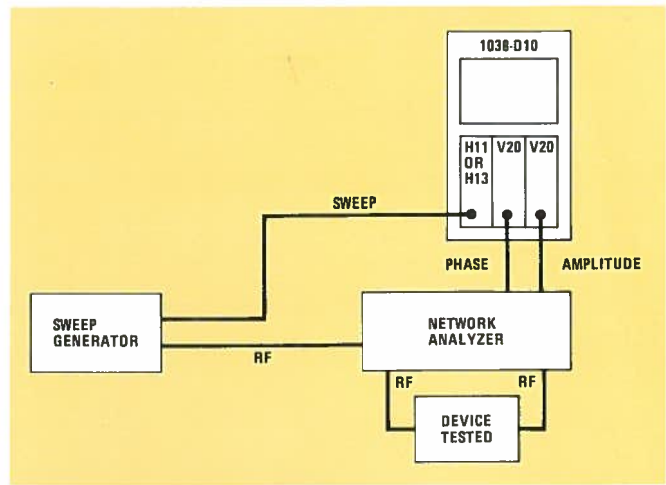 1038-D10
H11 V20 V20
OR
H13
SWEEP
PHASE AMPLITUDE
SWEEP
GENERATOR
NETWORK
ANALYZER
RF
RF RF
DEVICE
TESTED